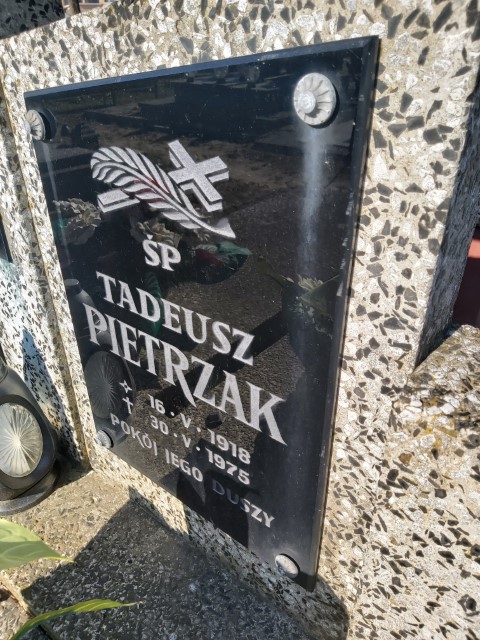 ŚP
TADEUSZ
PIETRZAK
☆ 16.V.1918
† 30.V.1975
POKÓJ JEGO DUSZY